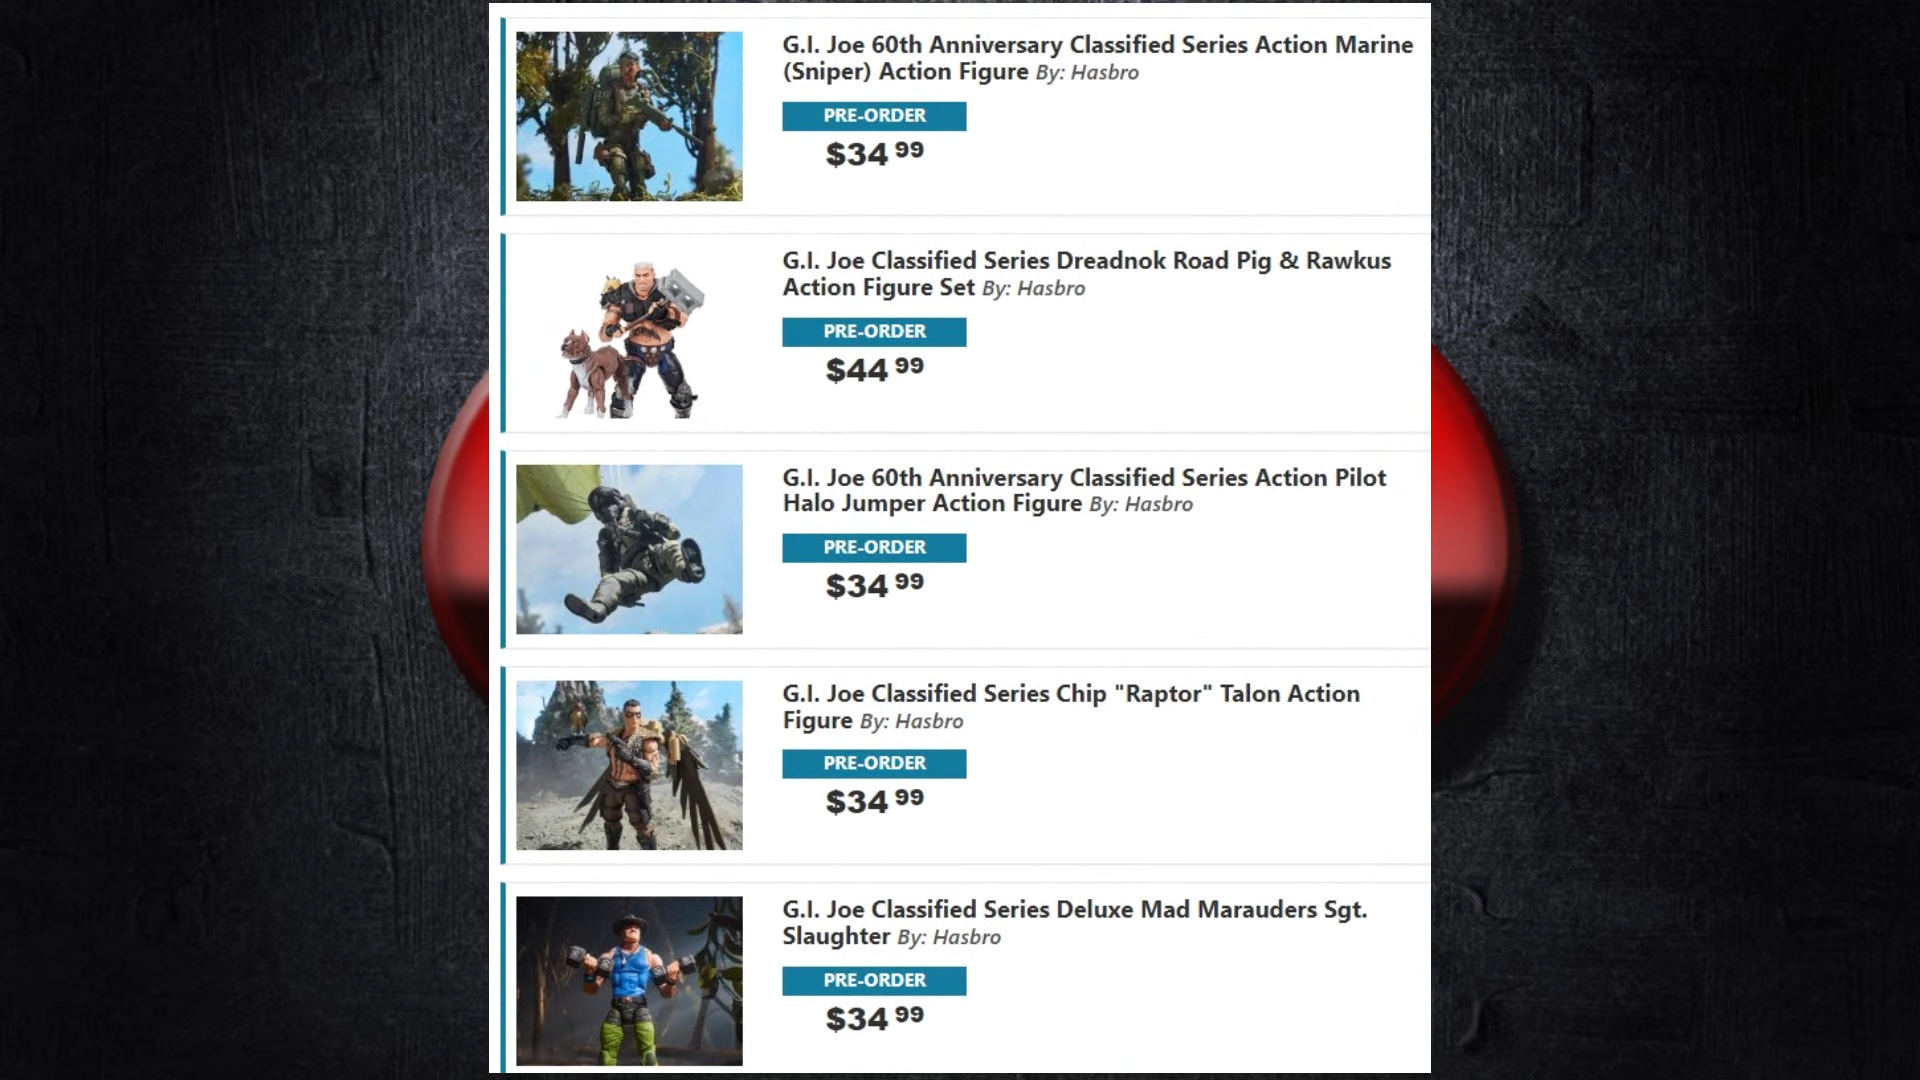 G.I. Joe 60th Anniversary Classified Series Action Marine
(Sniper) Action Figure By: Hasbro
PRE-ORDER
$34 99
G.I. Joe Classified Series Dreadnok Road Pig & Rawkus
Action Figure Set By: Hasbro
PRE-ORDER
$44 99
G.I. Joe 60th Anniversary Classified Series Action Pilot
Halo Jumper Action Figure By: Hasbro
PRE-ORDER
$34 99
G.I. Joe Classified Series Chip "Raptor" Talon Action
Figure By: Hasbro
PRE-ORDER
$34 99
G.I. Joe Classified Series Deluxe Mad Marauders Sgt.
Slaughter By: Hasbro
PRE-ORDER
$34 99